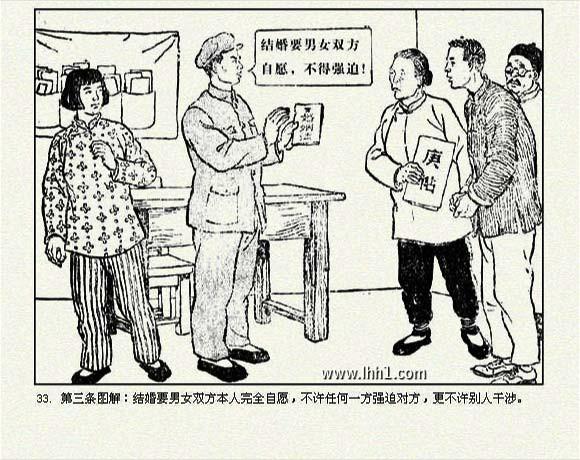 结婚要男女双方
自愿，不得强迫！
婚姻法
庚帖
www.lhh1.com
33. 第三条图解：结婚要男女双方本人完全自愿，不许任何一方强迫对方，更不许别人干涉。